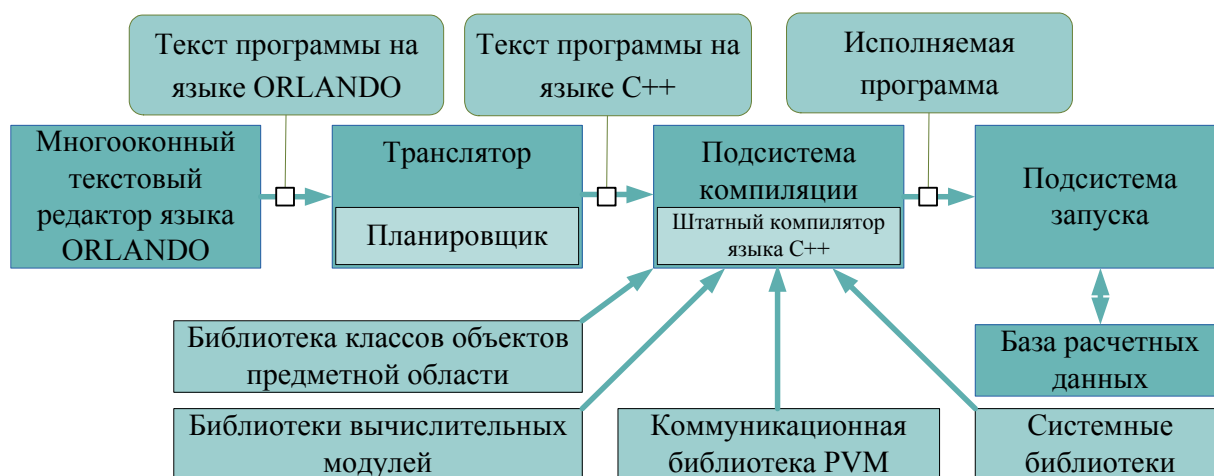 Текст программы на
языке ORLANDO
Текст программы на
языке C++
Исполняемая
программа
Многооконный
текстовый
редактор языка
ORLANDO
Транслятор
Планировщик
Подсистема
компиляции
Штатный компилятор
языка C++
Подсистема
запуска
Библиотека классов объектов
предметной области
База расчетных
данных
Библиотеки вычислительных
модулей
Коммуникационная
библиотека PVM
Системные
библиотеки